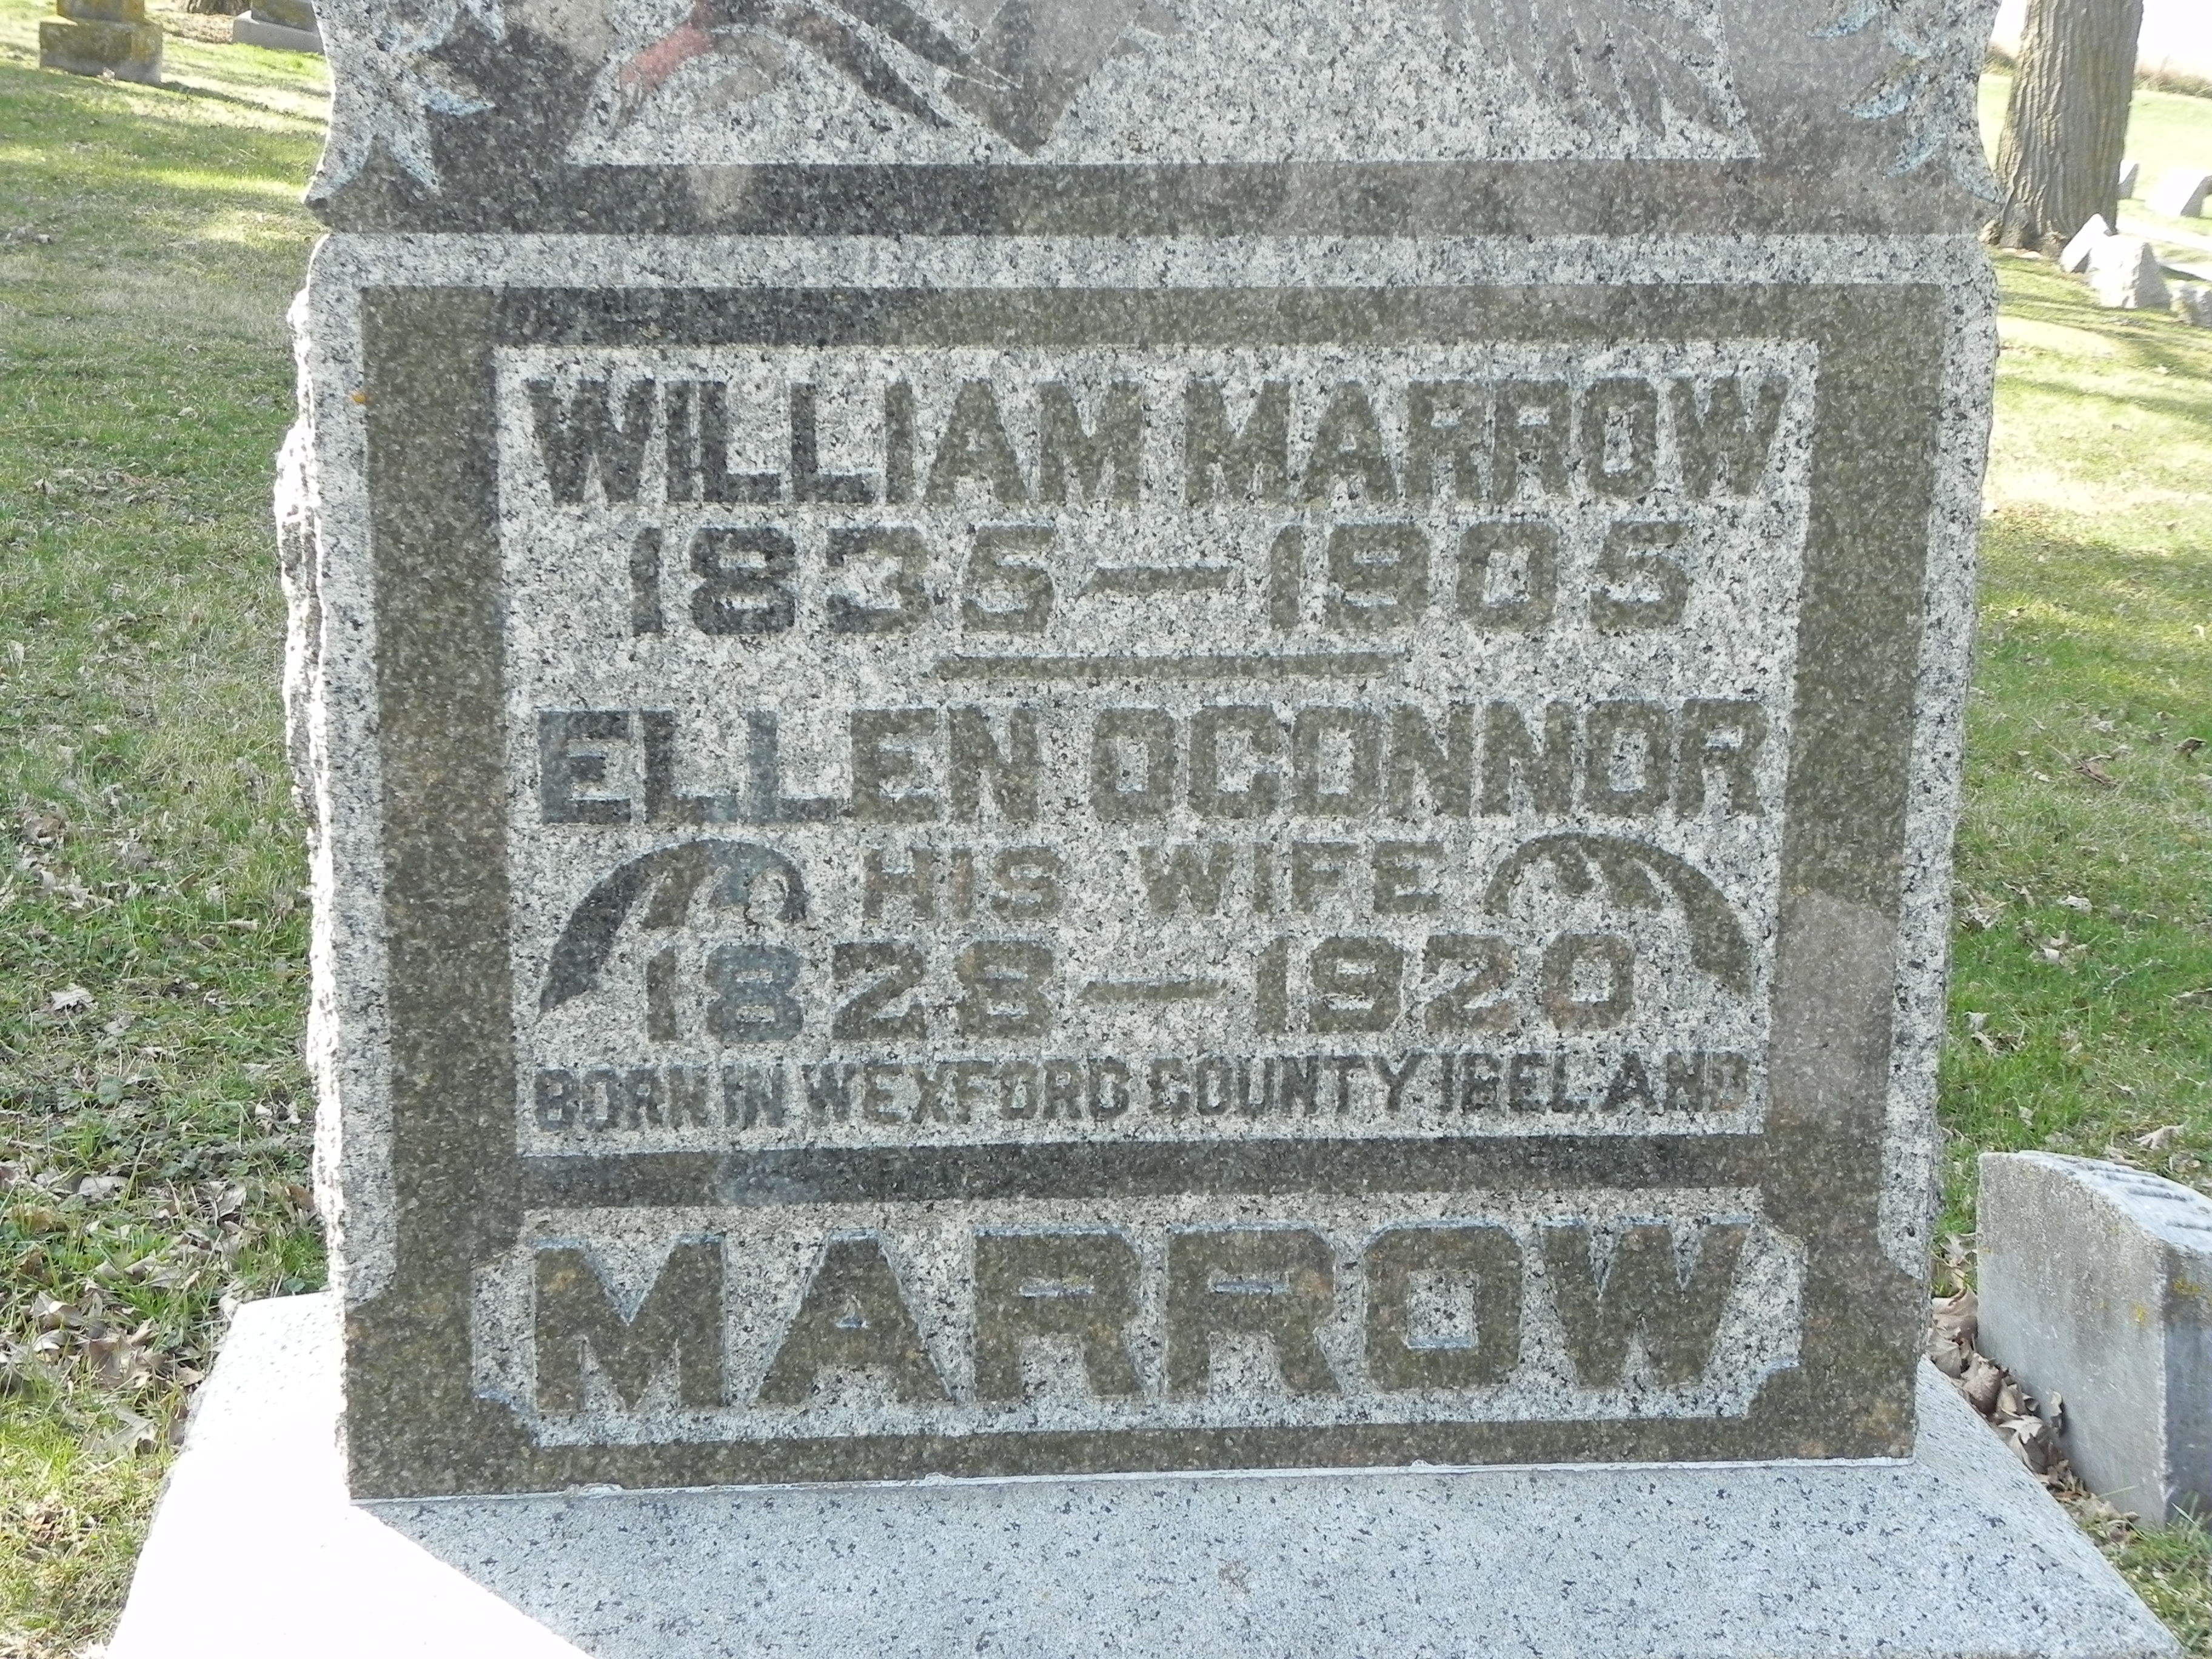 WILLIAM MARROW
1835 — 1905
ELLEN OCONNOR
HIS WIFE
1828 — 1920
BORN IN WEXFORD COUNTY. IRELAND
MARROW